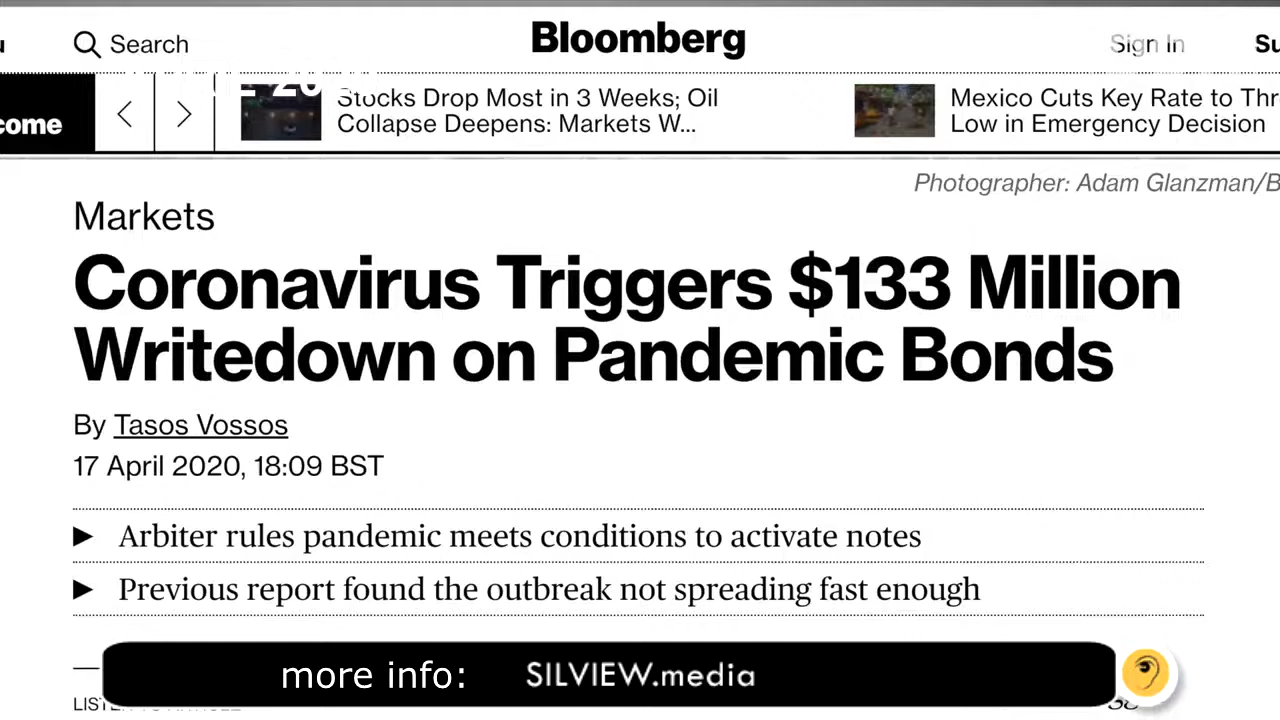 Search
Bloomberg
Sign In
Su
come
Stocks Drop Most in 3 Weeks; Oil
Collapse Deepens: Markets W...
Mexico Cuts Key Rate to Thr
Low in Emergency Decision
Photographer: Adam Glanzman/B
Markets
Coronavirus Triggers $133 Million
Writedown on Pandemic Bonds
By Tasos Vossos
17 April 2020, 18:09 BST
▶ Arbiter rules pandemic meets conditions to activate notes
▶ Previous report found the outbreak not spreading fast enough
more info: SILVIEW.media